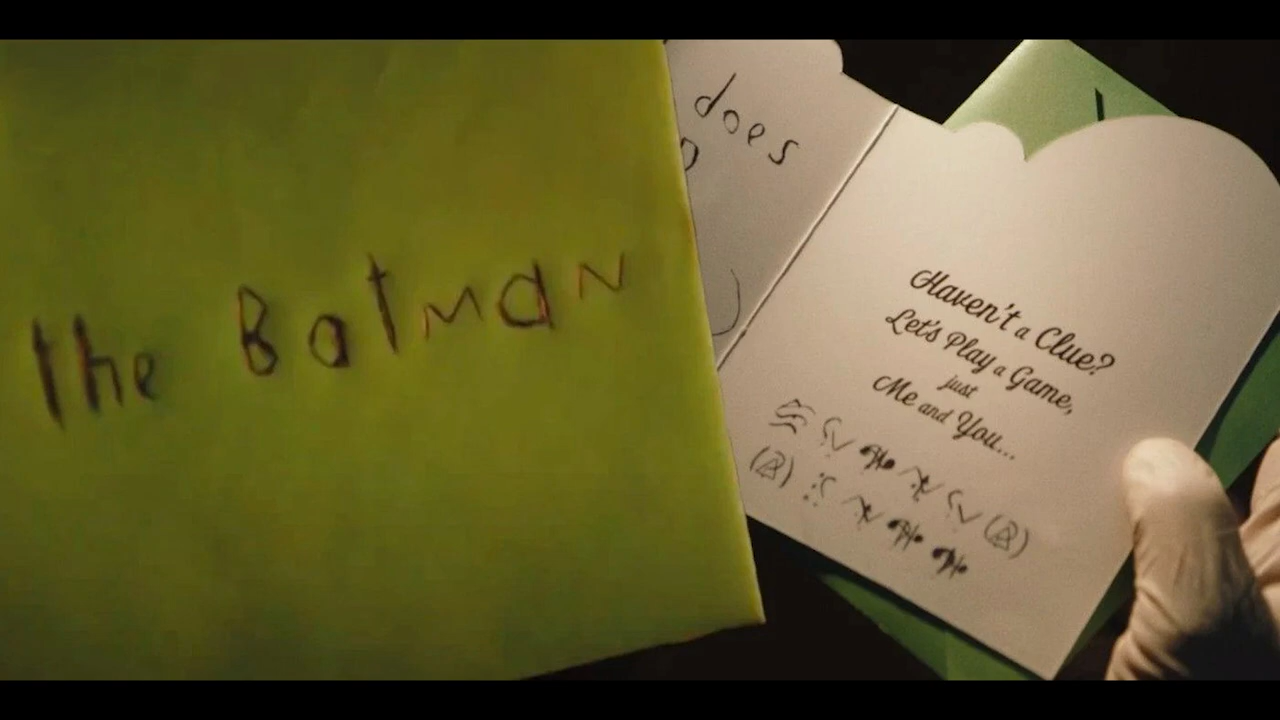 the Batman
does
Haven't a Clue?
Let's Play a Game,
just
Me and You...